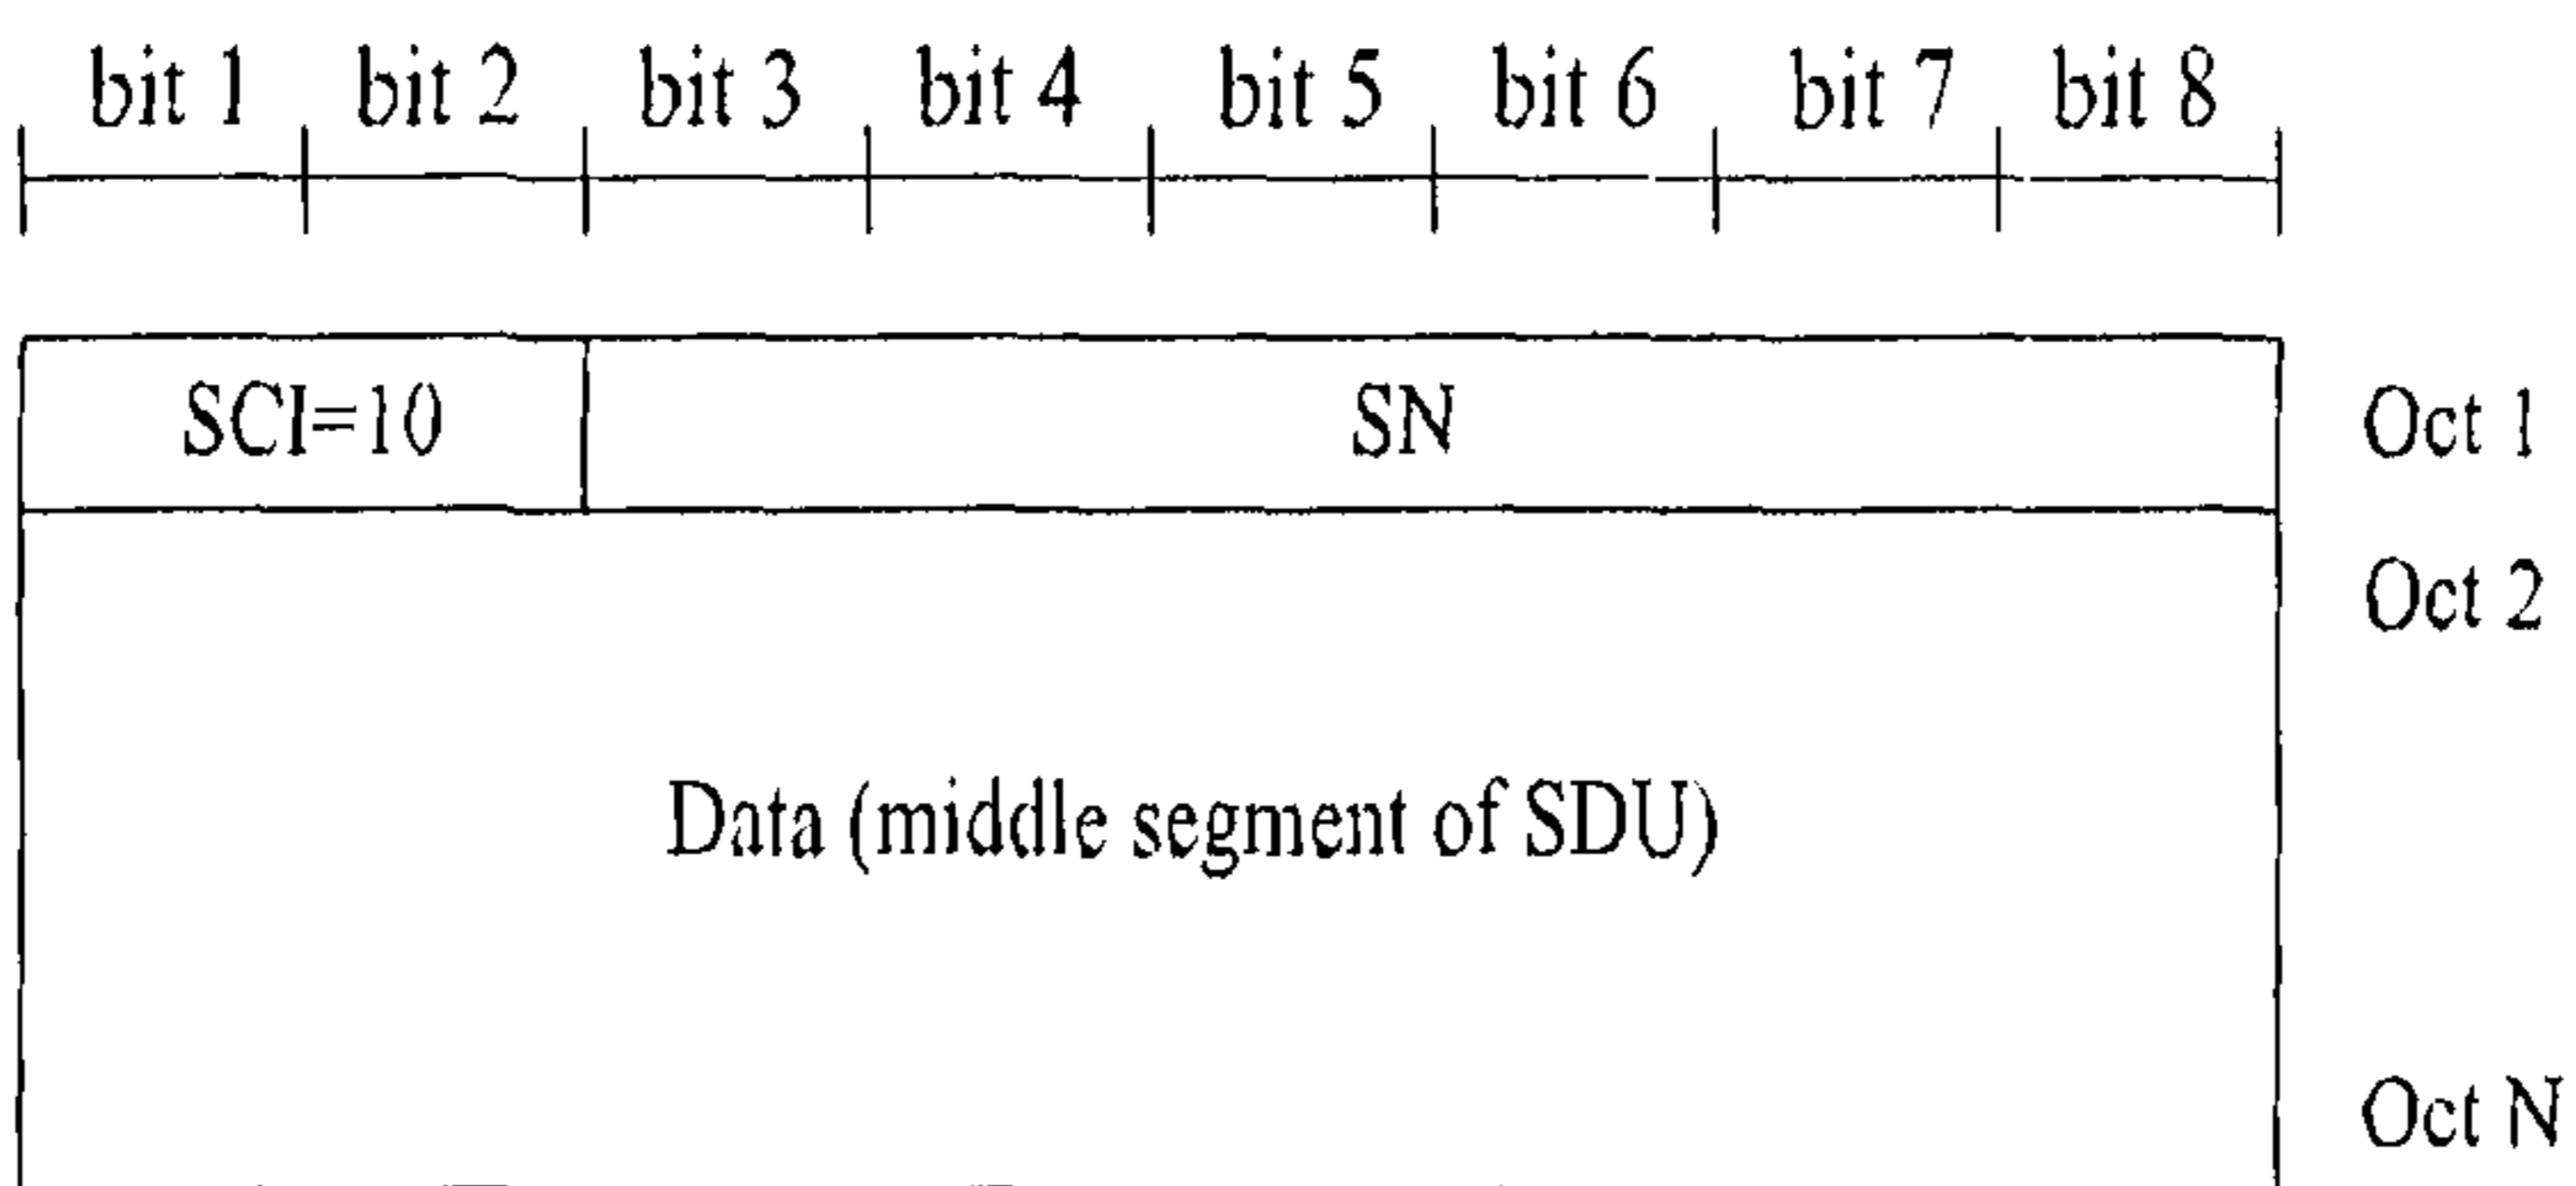 bit 1 bit 2 bit 3 bit 4 bit 5 bit 6 bit 7 bit 8
SCI=10 SN Oct 1
Oct 2
Data (middle segment of SDU)
Oct N